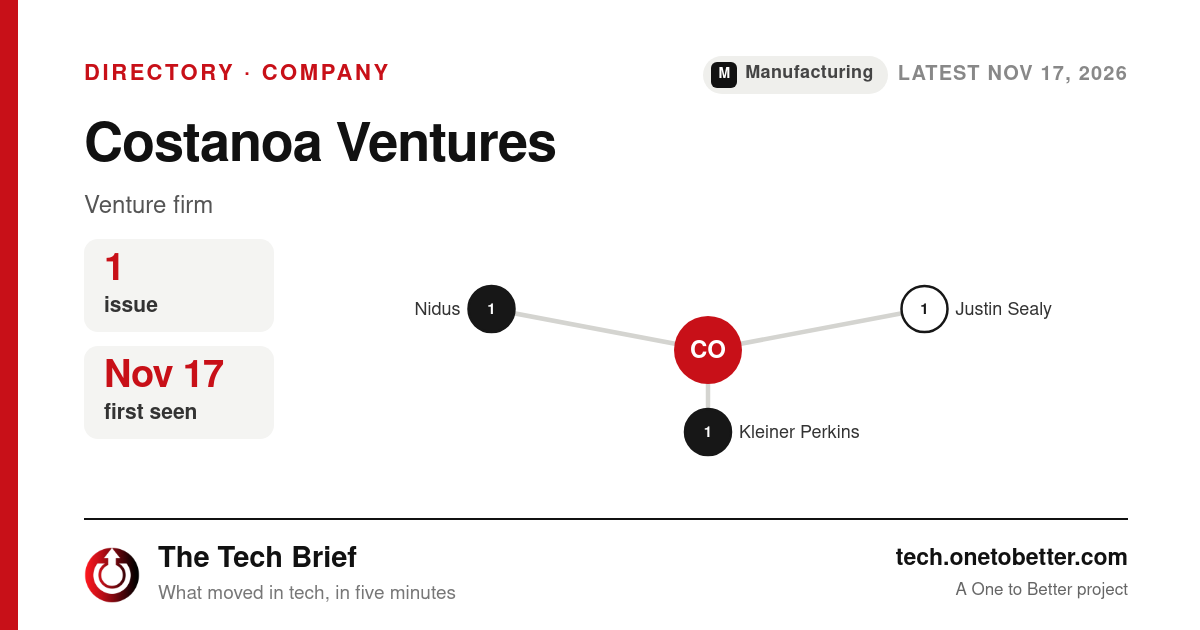 DIRECTORY · COMPANY
M Manufacturing LATEST NOV 17, 2026
Costanoa Ventures
Venture firm
1
issue
Nov 17
first seen
Nidus 1
CO
1 Justin Sealy
1 Kleiner Perkins
The Tech Brief
What moved in tech, in five minutes
tech.onetobetter.com
A One to Better project